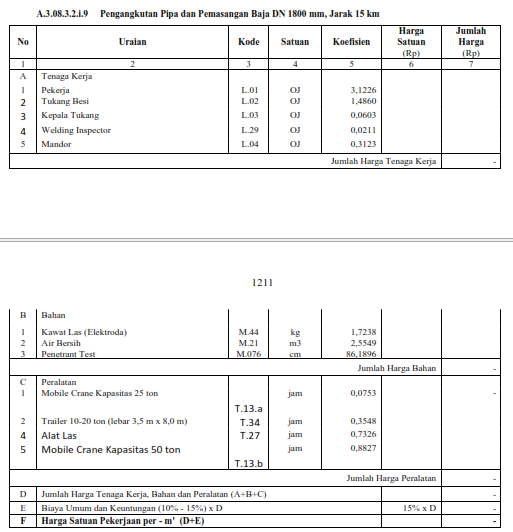 A.3.08.3.2.i.9 Pengangkutan Pipa dan Pemasangan Baja DN 1800 mm, Jarak 15 km
No Uraian Kode Satuan Koefisien Harga Satuan (Rp) Jumlah Harga (Rp)
1 2 3 4 5 6 7
A Tenaga Kerja
1 Pekerja L.01 OJ 3,1226
2 Tukang Besi L.02 OJ 1,4860
3 Kepala Tukang L.03 OJ 0,0603
4 Welding Inspector L.29 OJ 0,0211
5 Mandor L.04 OJ 0,3123
Jumlah Harga Tenaga Kerja -
1211
B Bahan
1 Kawat Las (Elektroda) M.44 kg 1,7238
2 Air Bersih M.21 m3 2,5549
3 Penetrant Test M.076 cm 86,1896
Jumlah Harga Bahan -
C Peralatan
1 Mobile Crane Kapasitas 25 ton T.13.a jam 0,0753 -
2 Trailer 10-20 ton (lebar 3,5 m x 8,0 m) T.34 jam 0,3548
4 Alat Las T.27 jam 0,7326
5 Mobile Crane Kapasitas 50 ton T.13.b jam 0,8827
Jumlah Harga Peralatan -
D Jumlah Harga Tenaga Kerja, Bahan dan Peralatan (A+B+C) -
E Biaya Umum dan Keuntungan (10% - 15%) x D 15% x D -
F Harga Satuan Pekerjaan per - m' (D+E) -